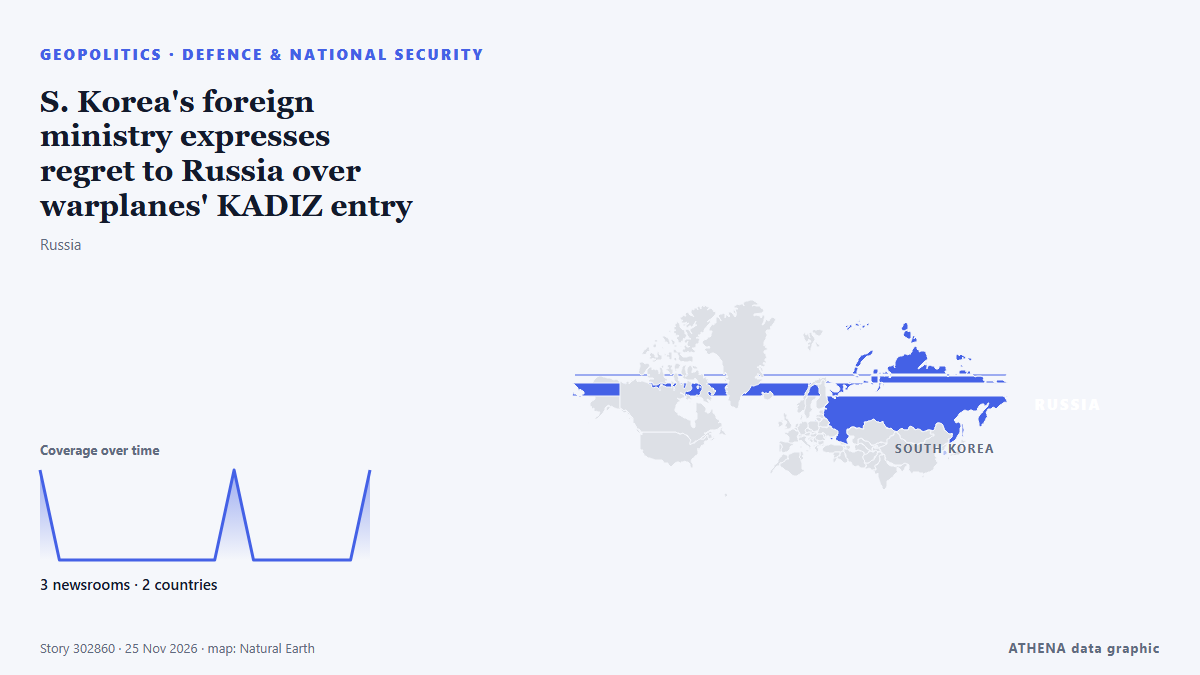 GEOPOLITICS · DEFENCE & NATIONAL SECURITY
S. Korea's foreign
ministry expresses
regret to Russia over
warplanes' KADIZ entry
Russia
RUSSIA
SOUTH KOREA
Coverage over time
3 newsrooms · 2 countries
Story 302860 · 25 Nov 2026 · map: Natural Earth
ATHENA data graphic